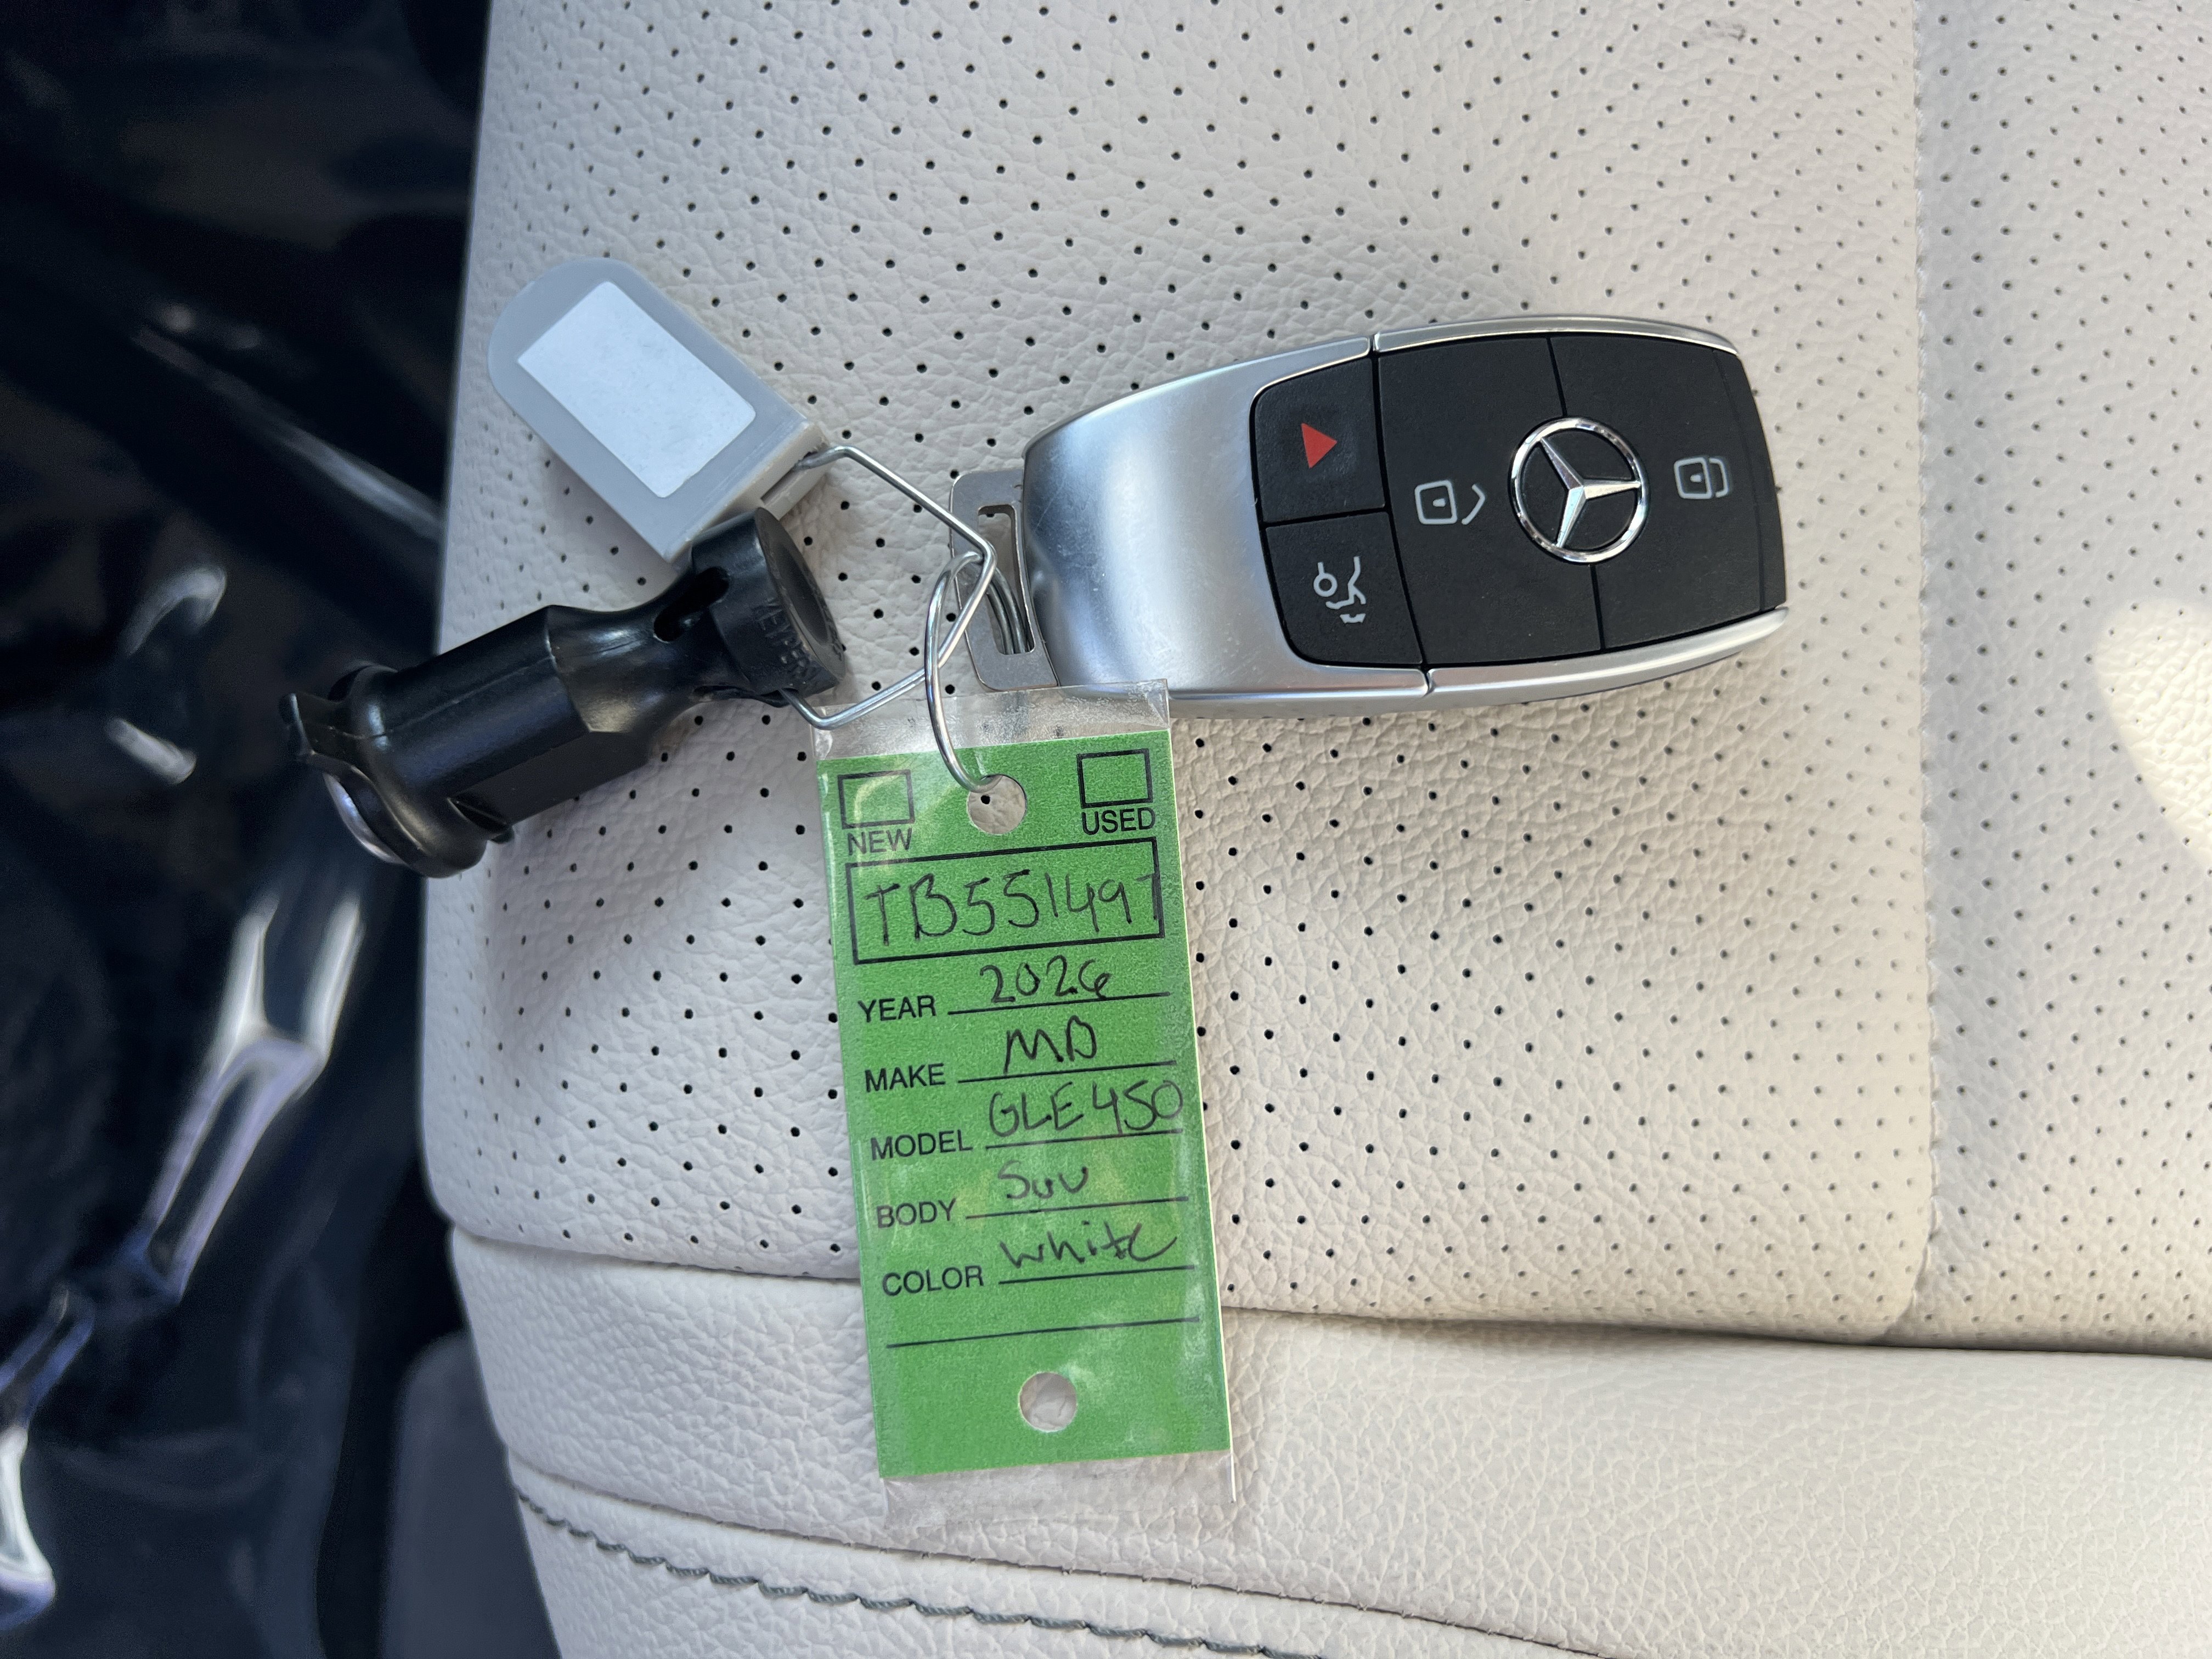 NEW USED
TB551497
YEAR 2026
MAKE MB
MODEL GLE450
BODY SUV
COLOR white